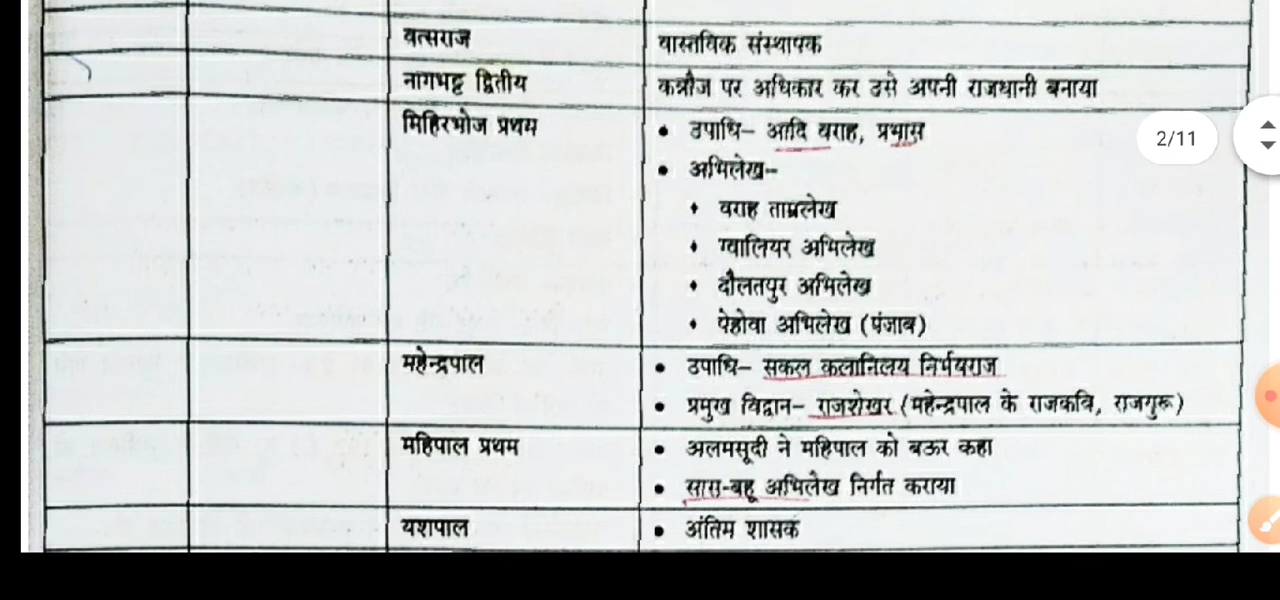 वत्सराज वास्तविक संस्थापक
नागभट्ट द्वितीय कन्नौज पर अधिकार कर उसे अपनी राजधानी बनाया
मिहिरभोज प्रथम • उपाधि– आदि वराह, प्रभास
• अभिलेख–
♦ वराह ताम्रलेख
♦ ग्वालियर अभिलेख
♦ दौलतपुर अभिलेख
♦ पेहोवा अभिलेख (पंजाब)
महेन्द्रपाल • उपाधि– सकल कलानिलय निर्भयराज
• प्रमुख विद्वान– राजशेखर (महेन्द्रपाल के राजकवि, राजगुरू)
महिपाल प्रथम • अलमसूदी ने महिपाल को बऊर कहा
• सास-बहू अभिलेख निर्गत कराया
यशपाल • अंतिम शासक
2/11